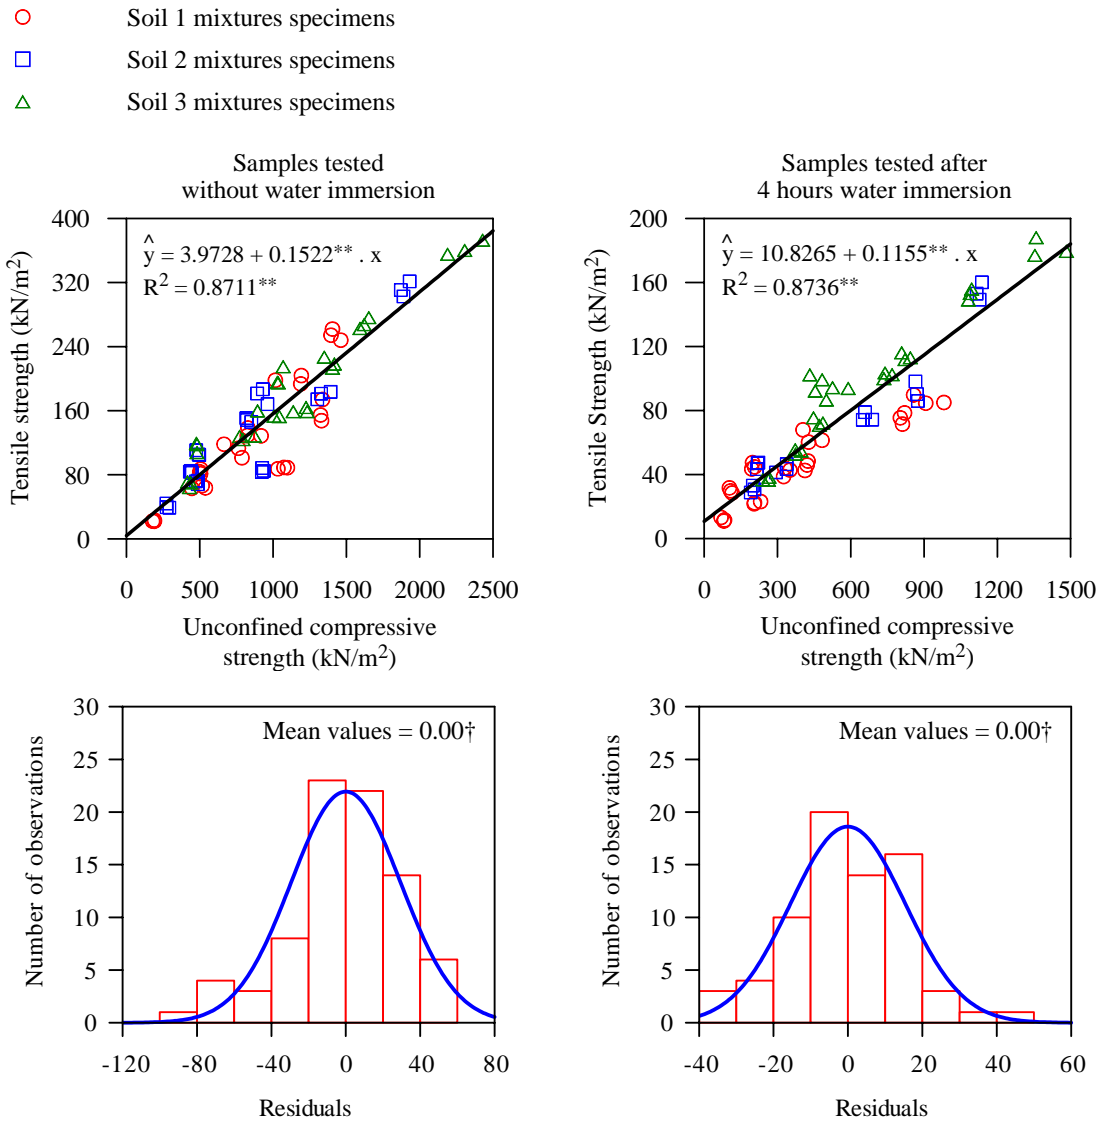 Soil 1 mixtures specimens
Soil 2 mixtures specimens
Soil 3 mixtures specimens
Samples tested
without water immersion
400
320
240
160
80
0
Tensile strength (kN/m²)
ŷ = 3.9728 + 0.1522** . x
R² = 0.8711**
0 500 1000 1500 2000 2500
Unconfined compressive
strength (kN/m²)
Samples tested after
4 hours water immersion
200
160
120
80
40
0
Tensile Strength (kN/m²)
ŷ = 10.8265 + 0.1155** . x
R² = 0.8736**
0 300 600 900 1200 1500
Unconfined compressive
strength (kN/m²)
30
25
20
15
10
5
0
Number of observations
Mean values = 0.00†
-120 -80 -40 0 40 80
Residuals
30
25
20
15
10
5
0
Number of observations
Mean values = 0.00†
-40 -20 0 20 40 60
Residuals